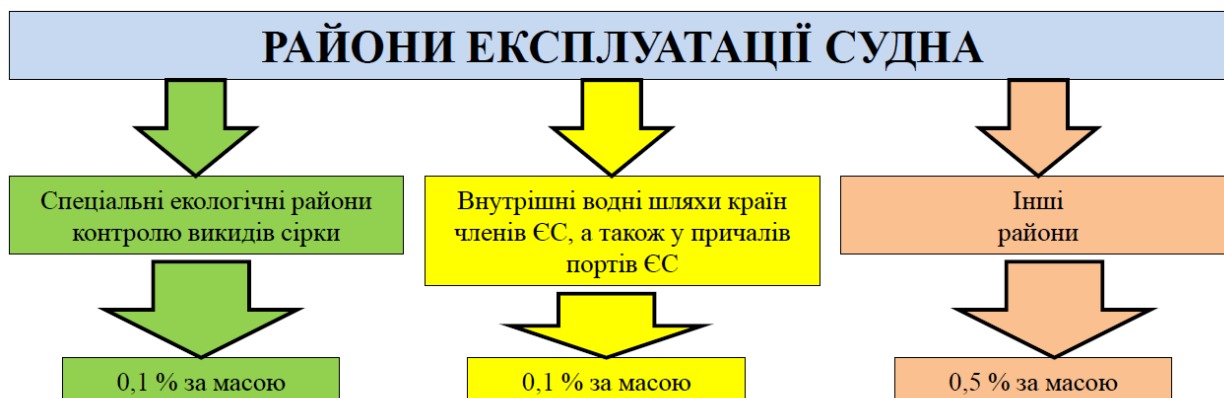 РАЙОНИ ЕКСПЛУАТАЦІЇ СУДНА
Спеціальні екологічні райони
контролю викидів сірки
Внутрішні водні шляхи країн
членів ЄС, а також у причалів
портів ЄС
Інші
райони
0,1 % за масою
0,1 % за масою
0,5 % за масою